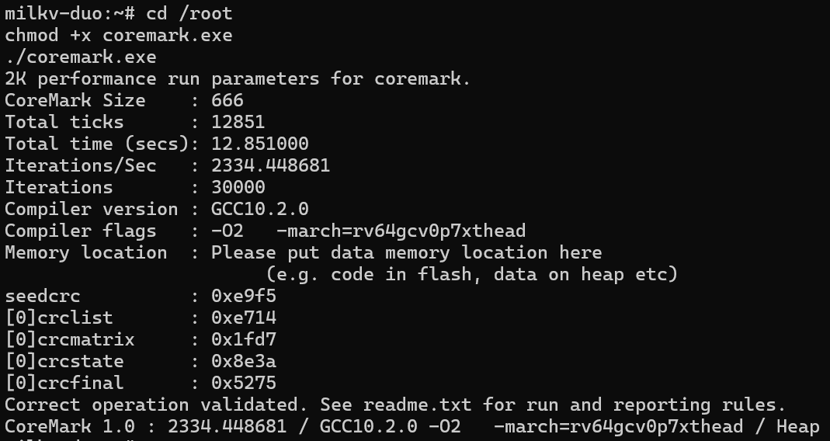 milkv-duo:~# cd /root
chmod +x coremark.exe
./coremark.exe
2K performance run parameters for coremark.
CoreMark Size    : 666
Total ticks      : 12851
Total time (secs): 12.851000
Iterations/Sec   : 2334.448681
Iterations       : 30000
Compiler version : GCC10.2.0
Compiler flags   : -O2   -march=rv64gcv0p7xthead
Memory location  : Please put data memory location here
                        (e.g. code in flash, data on heap etc)
seedcrc          : 0xe9f5
[0]crclist       : 0xe714
[0]crcmatrix     : 0x1fd7
[0]crcstate      : 0x8e3a
[0]crcfinal      : 0x5275
Correct operation validated. See readme.txt for run and reporting rules.
CoreMark 1.0 : 2334.448681 / GCC10.2.0 -O2   -march=rv64gcv0p7xthead / Heap